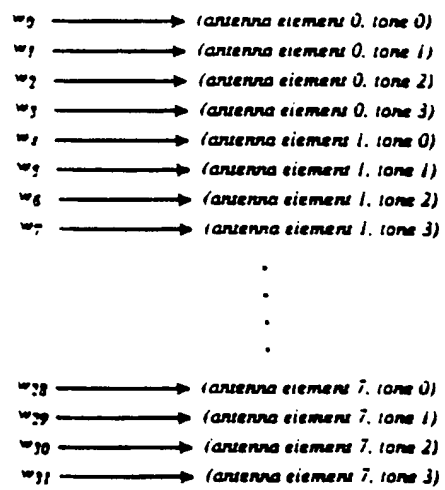 w0 → (antenna element 0, tone 0)
w1 → (antenna element 0, tone 1)
w2 → (antenna element 0, tone 2)
w3 → (antenna element 0, tone 3)
w4 → (antenna element 1, tone 0)
w5 → (antenna element 1, tone 1)
w6 → (antenna element 1, tone 2)
w7 → (antenna element 1, tone 3)
w28 → (antenna element 7, tone 0)
w29 → (antenna element 7, tone 1)
w30 → (antenna element 7, tone 2)
w31 → (antenna element 7, tone 3)